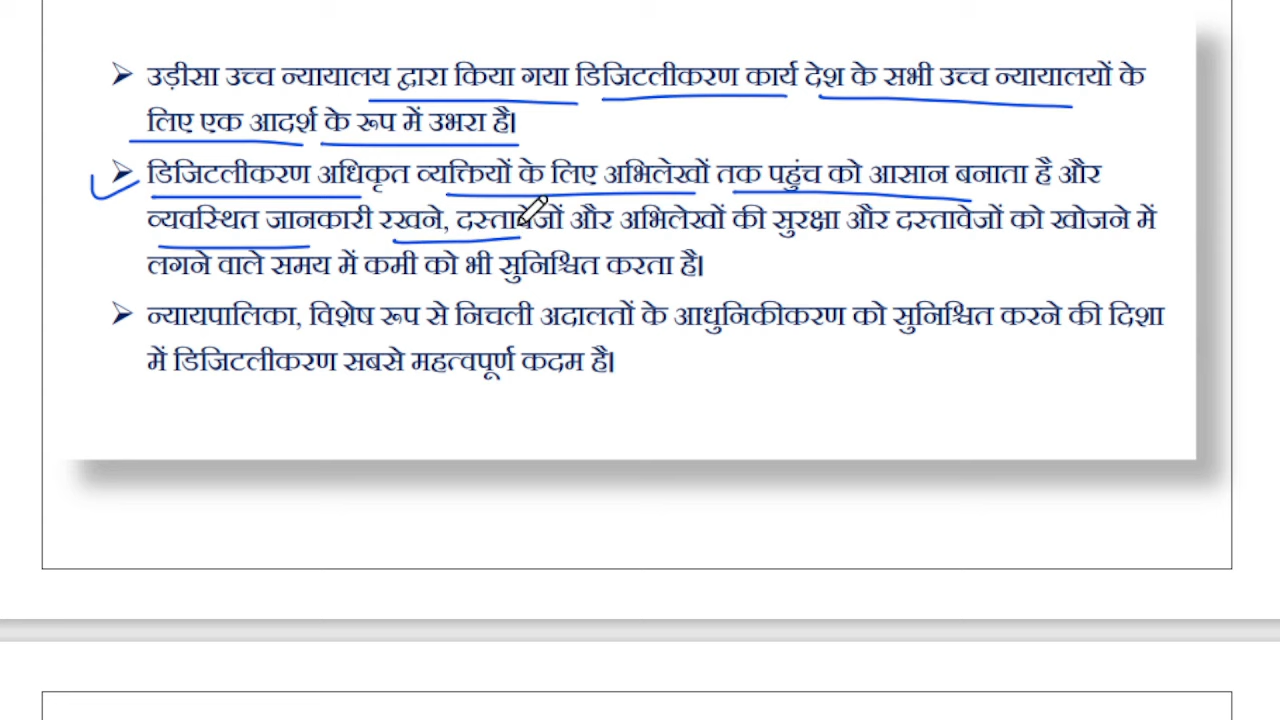 ➤ उड़ीसा उच्च न्यायालय द्वारा किया गया डिजिटलीकरण कार्य देश के सभी उच्च न्यायालयों के
लिए एक आदर्श के रूप में उभरा है।
➤ डिजिटलीकरण अधिकृत व्यक्तियों के लिए अभिलेखों तक पहुंच को आसान बनाता है और
व्यवस्थित जानकारी रखने, दस्तावेजों और अभिलेखों की सुरक्षा और दस्तावेजों को खोजने में
लगने वाले समय में कमी को भी सुनिश्चित करता है।
➤ न्यायपालिका, विशेष रूप से निचली अदालतों के आधुनिकीकरण को सुनिश्चित करने की दिशा
में डिजिटलीकरण सबसे महत्वपूर्ण कदम है।